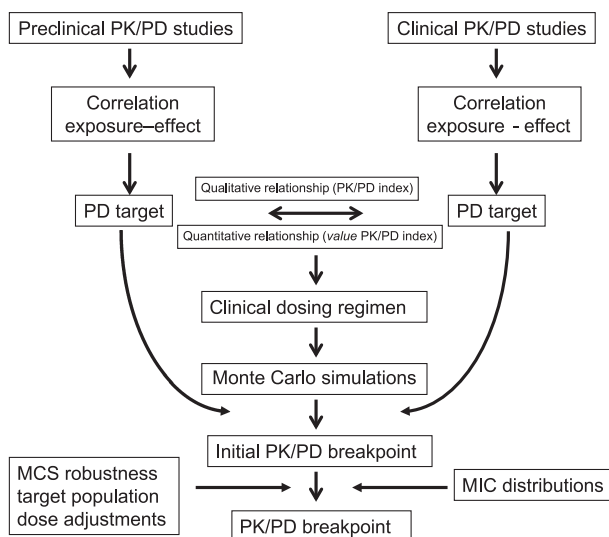 Preclinical PK/PD studies
Clinical PK/PD studies
Correlation
exposure–effect
Correlation
exposure - effect
PD target
Qualitative relationship (PK/PD index)
Quantitative relationship (value PK/PD index)
PD target
Clinical dosing regimen
Monte Carlo simulations
Initial PK/PD breakpoint
MCS robustness
target population
dose adjustments
MIC distributions
PK/PD breakpoint